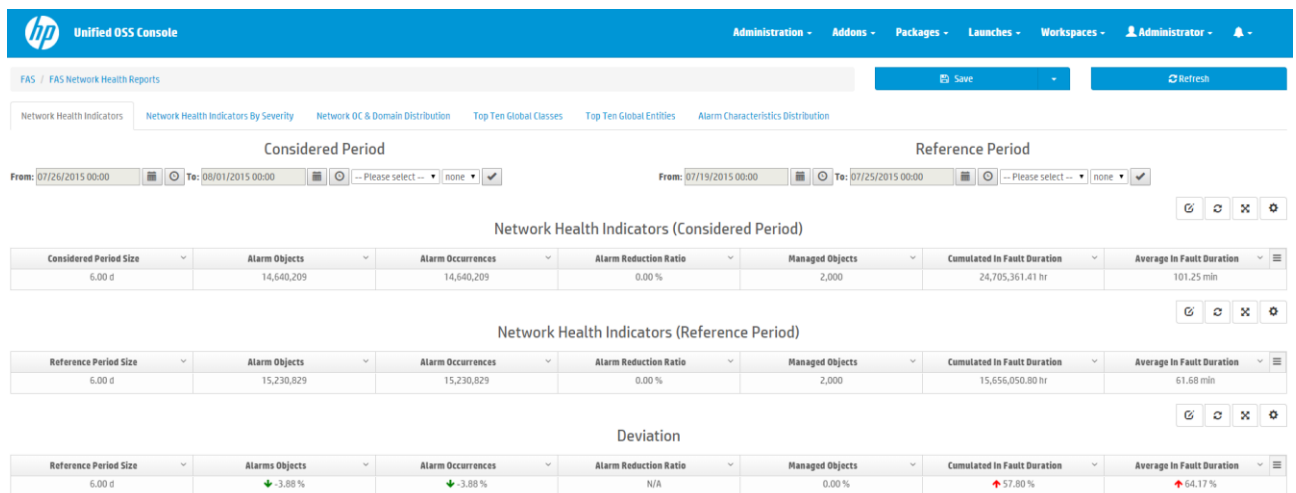 hp Unified OSS Console Administration Addons Packages Launches Workspaces Administrator
FAS / FAS Network Health Reports Save Refresh
Network Health Indicators Network Health Indicators By Severity Network OC & Domain Distribution Top Ten Global Classes Top Ten Global Entities Alarm Characteristics Distribution
Considered Period Reference Period
From: 07/26/2015 00:00 To: 08/01/2015 00:00 -- Please select -- none From: 07/19/2015 00:00 To: 07/25/2015 00:00 -- Please select -- none
Network Health Indicators (Considered Period)
Considered Period Size Alarm Objects Alarm Occurrences Alarm Reduction Ratio Managed Objects Cumulated In Fault Duration Average In Fault Duration
6.00 d 14,640,209 14,640,209 0.00 % 2,000 24,705,361.41 hr 101.25 min
Network Health Indicators (Reference Period)
Reference Period Size Alarm Objects Alarm Occurrences Alarm Reduction Ratio Managed Objects Cumulated In Fault Duration Average In Fault Duration
6.00 d 15,230,829 15,230,829 0.00 % 2,000 15,656,050.80 hr 61.68 min
Deviation
Reference Period Size Alarms Objects Alarm Occurrences Alarm Reduction Ratio Managed Objects Cumulated In Fault Duration Average In Fault Duration
6.00 d -3.88 % -3.88 % N/A 0.00 % 57.80 % 64.17 %